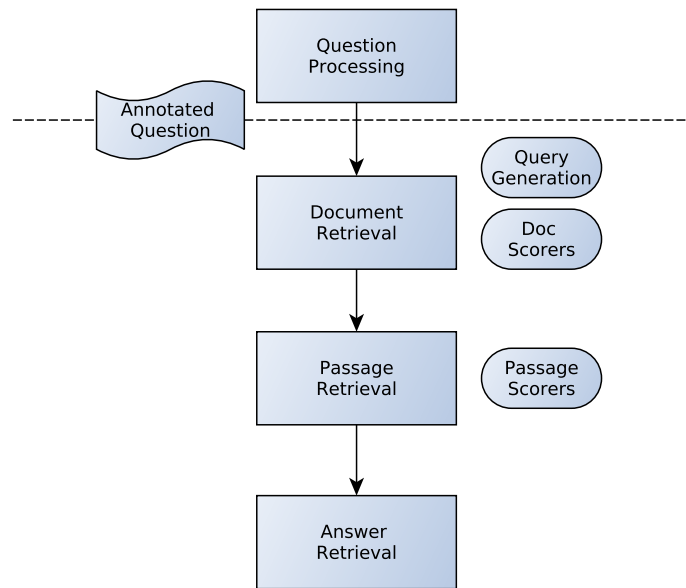 Question
Processing
Annotated
Question
Query
Generation
Document
Retrieval
Doc
Scorers
Passage
Retrieval
Passage
Scorers
Answer
Retrieval